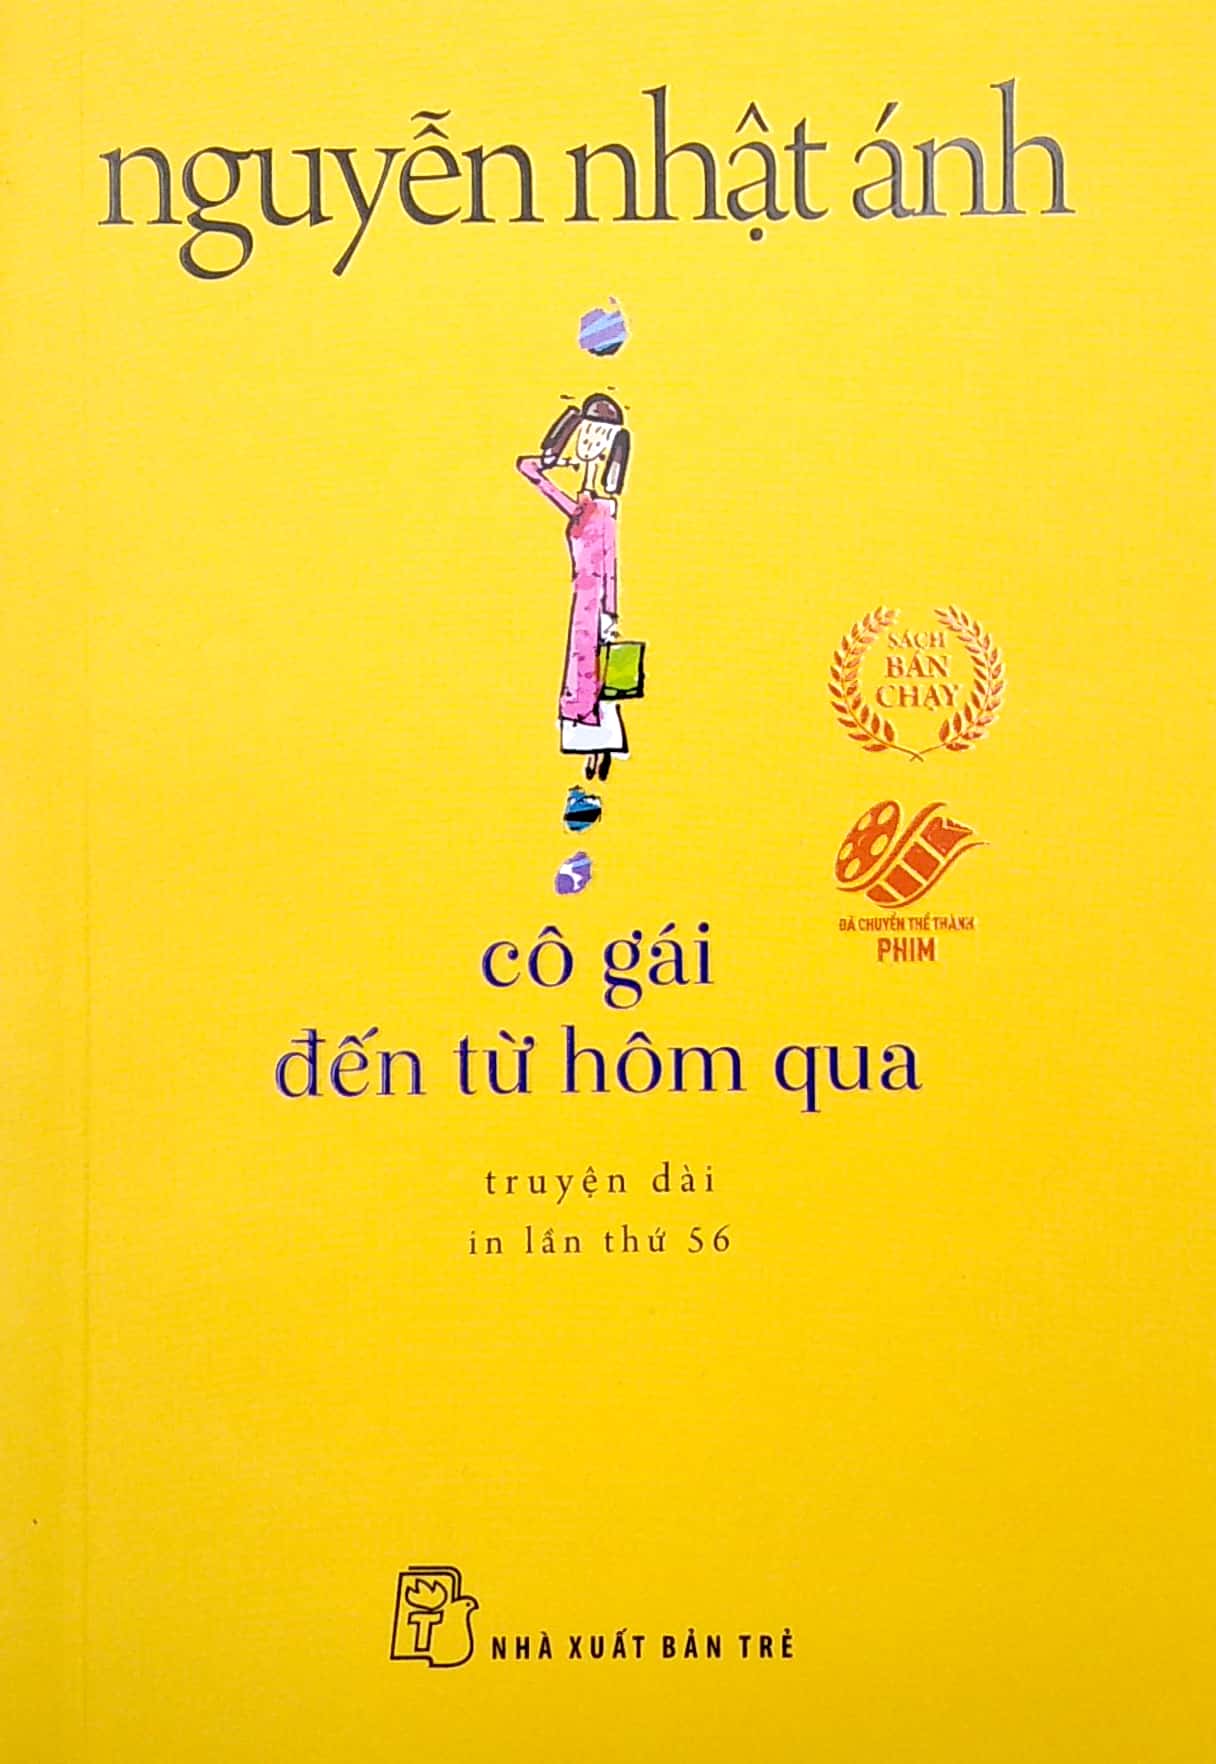 nguyễn nhật ánh
SÁCH
BÁN
CHẠY
ĐÃ CHUYỂN THỂ THÀNH
PHIM
cô gái
đến từ hôm qua
truyện dài
in lần thứ 56
T
NHÀ XUẤT BẢN TRẺ